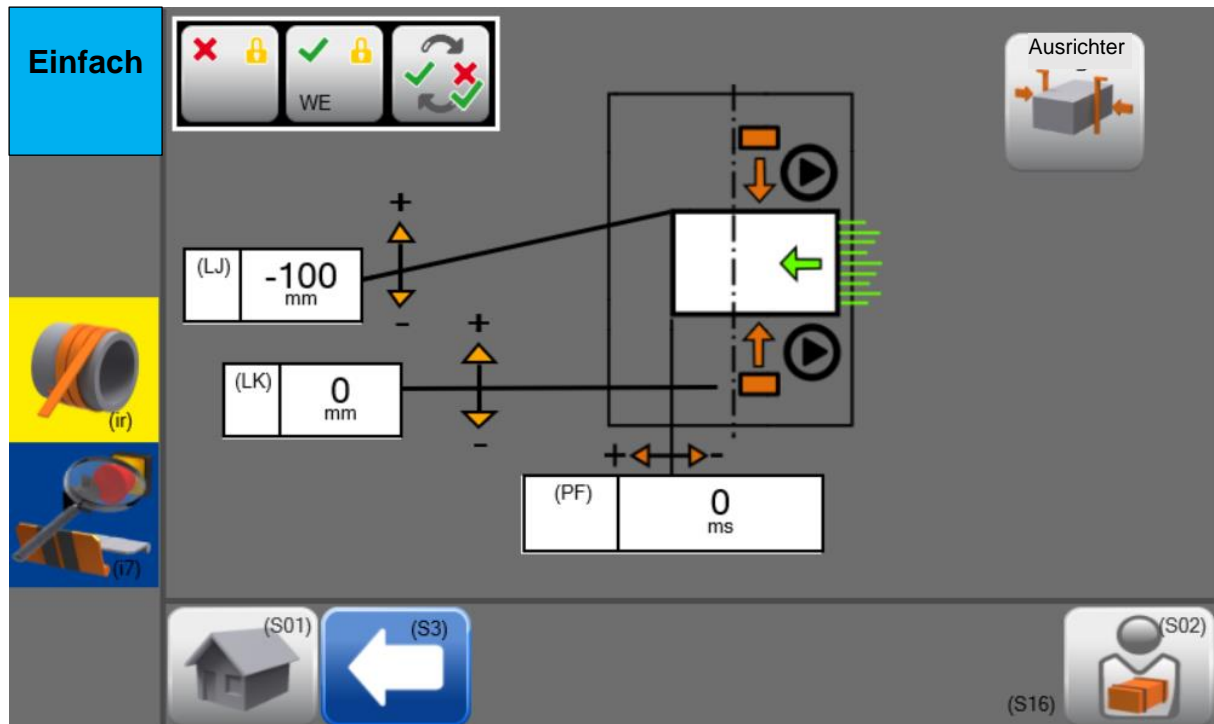 Einfach
WE
Ausrichter
+
(LJ)
-100
mm
-
+
(LK)
0
mm
-
(ir)
+
-
(PF)
0
ms
(i7)
(S01)
(S3)
(S16)
(S02)